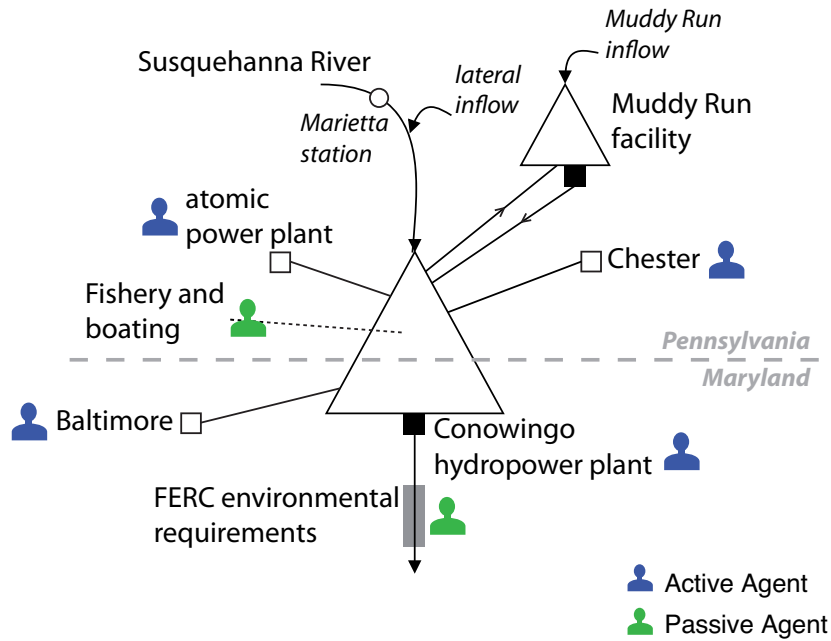 Muddy Run
inflow
Susquehanna River
lateral
inflow
Marietta
station
Muddy Run
facility
atomic
power plant
Chester
Fishery and
boating
Pennsylvania
Maryland
Baltimore
Conowingo
hydropower plant
FERC environmental
requirements
Active Agent
Passive Agent